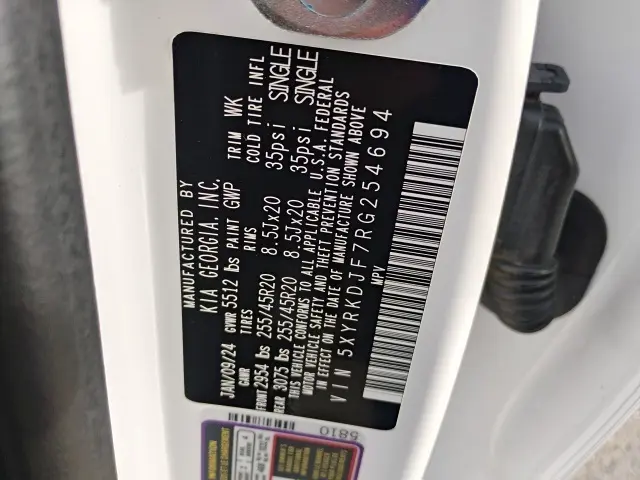 MANUFACTURED BY
KIA GEORGIA, INC.
JAN/09/24 GVWR 5512 lbs PAINT GWP TRIM WK
GAWR TIRES RIMS COLD TIRE INFL
FRONT 2954 lbs 255/45R20 8.5Jx20 35psi SINGLE
REAR 3075 lbs 255/45R20 8.5Jx20 35psi SINGLE
THIS VEHICLE CONFORMS TO ALL APPLICABLE U.S.A. FEDERAL
MOTOR VEHICLE SAFETY AND THEFT PREVENTION STANDARDS
IN EFFECT ON THE DATE OF MANUFACTURE SHOWN ABOVE
VIN 5XYRKDJF7RG254694
MPV
5810
INFORMATION